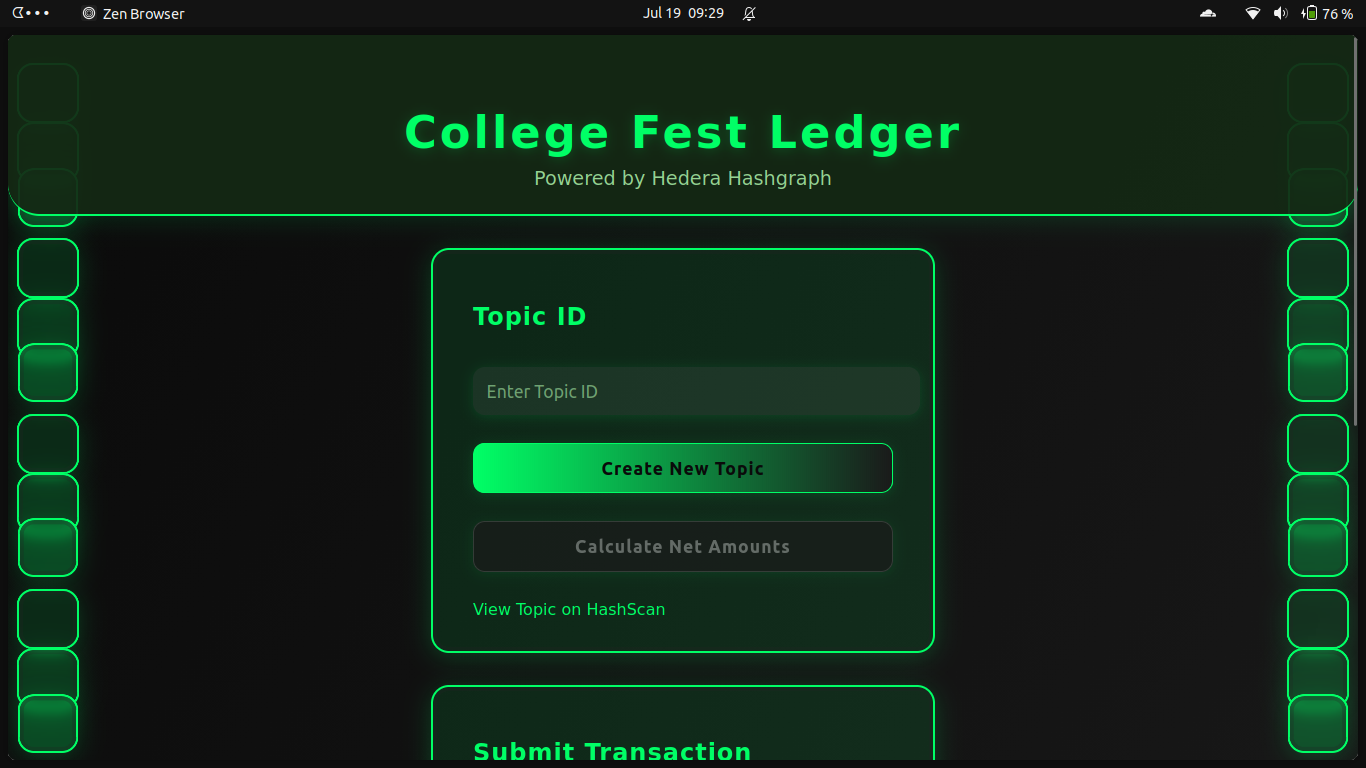 Zen Browser
Jul 19 09:29
76 %
College Fest Ledger
Powered by Hedera Hashgraph
Topic ID
Enter Topic ID
Create New Topic
Calculate Net Amounts
View Topic on HashScan
Submit Transaction